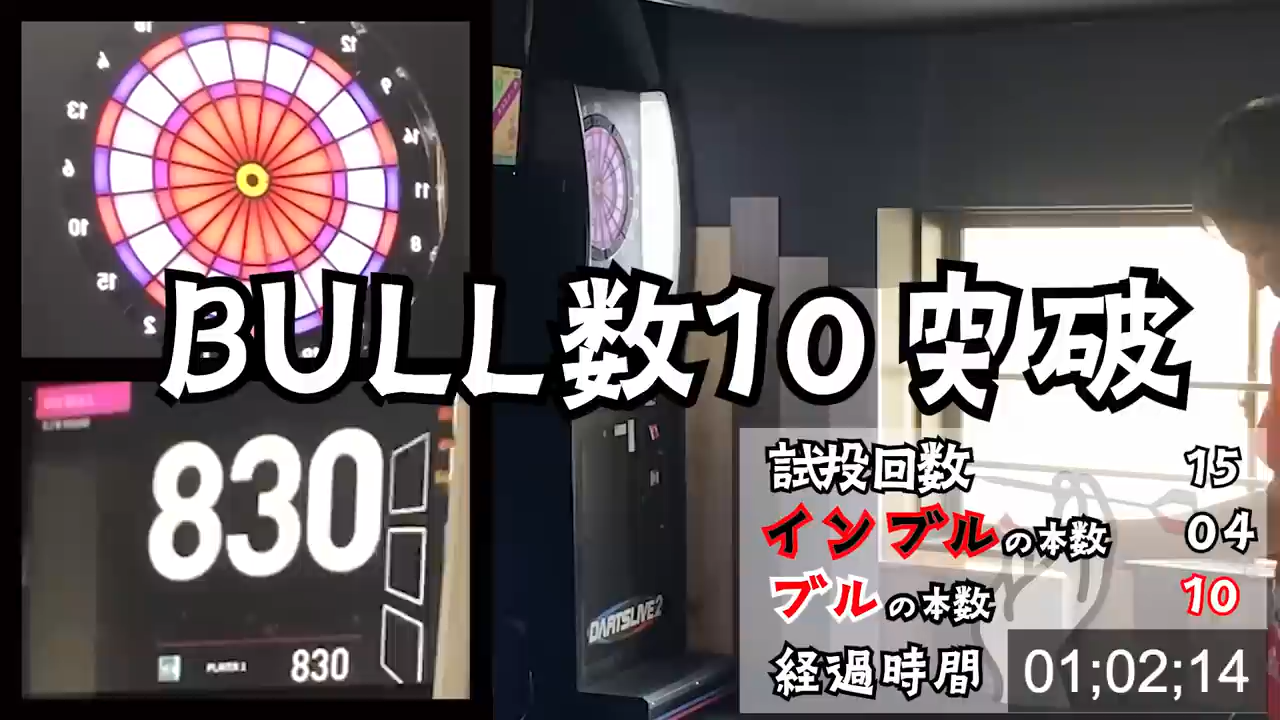 12
4
9
13
14
6
11
10
8
15
2
BULL数10突破
830
試投回数 15
インブルの本数 04
ブルの本数 10
DARTSLIVE2
PLAYER 1 830
経過時間 01;02;14